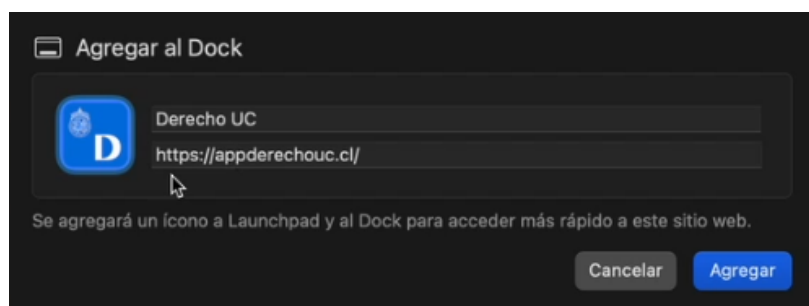 Agregar al Dock
D
Derecho UC
https://appderechouc.cl/
Se agregará un ícono a Launchpad y al Dock para acceder más rápido a este sitio web.
Cancelar
Agregar